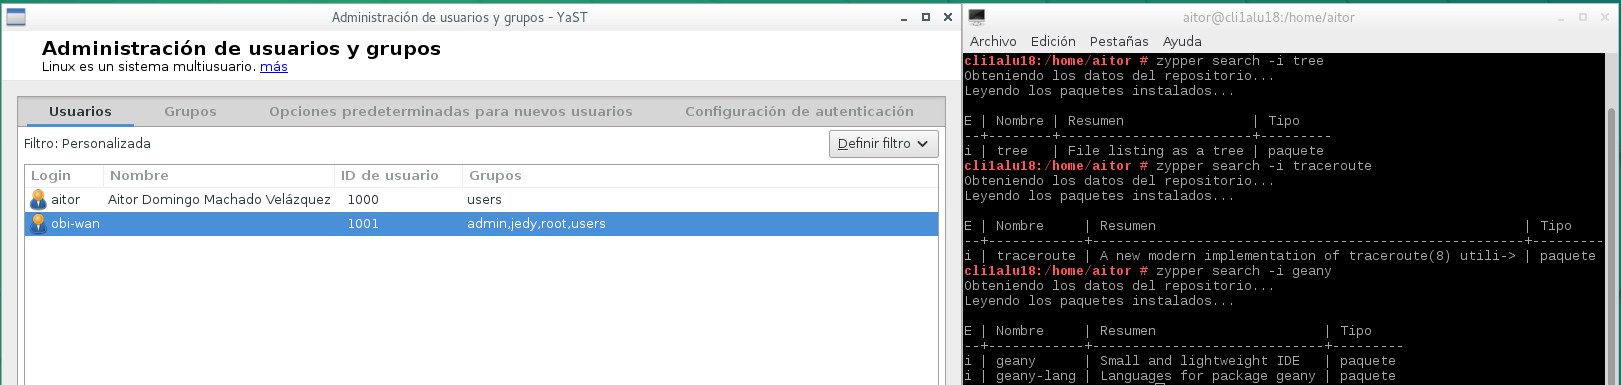 Administración de usuarios y grupos - YaST
Administración de usuarios y grupos
Linux es un sistema multiusuario. más
Usuarios Grupos Opciones predeterminadas para nuevos usuarios Configuración de autenticación
Filtro: Personalizada Definir filtro
Login Nombre ID de usuario Grupos
aitor Aitor Domingo Machado Velázquez 1000 users
obi-wan 1001 admin,jedy,root,users
aitor@cli1alu18:/home/aitor
Archivo Edición Pestañas Ayuda
cli1alu18:/home/aitor # zypper search -i tree
Obteniendo los datos del repositorio...
Leyendo los paquetes instalados...
E | Nombre | Resumen | Tipo
--+--------+-------------------------+---------
i | tree | File listing as a tree | paquete
cli1alu18:/home/aitor # zypper search -i traceroute
Obteniendo los datos del repositorio...
Leyendo los paquetes instalados...
E | Nombre | Resumen | Tipo
--+------------+-------------------------------------------------------+---------
i | traceroute | A new modern implementation of traceroute(8) utili-> | paquete
cli1alu18:/home/aitor # zypper search -i geany
Obteniendo los datos del repositorio...
Leyendo los paquetes instalados...
E | Nombre | Resumen | Tipo
--+------------+-----------------------------+---------
i | geany | Small and lightweight IDE | paquete
i | geany-lang | Languages for package geany | paquete